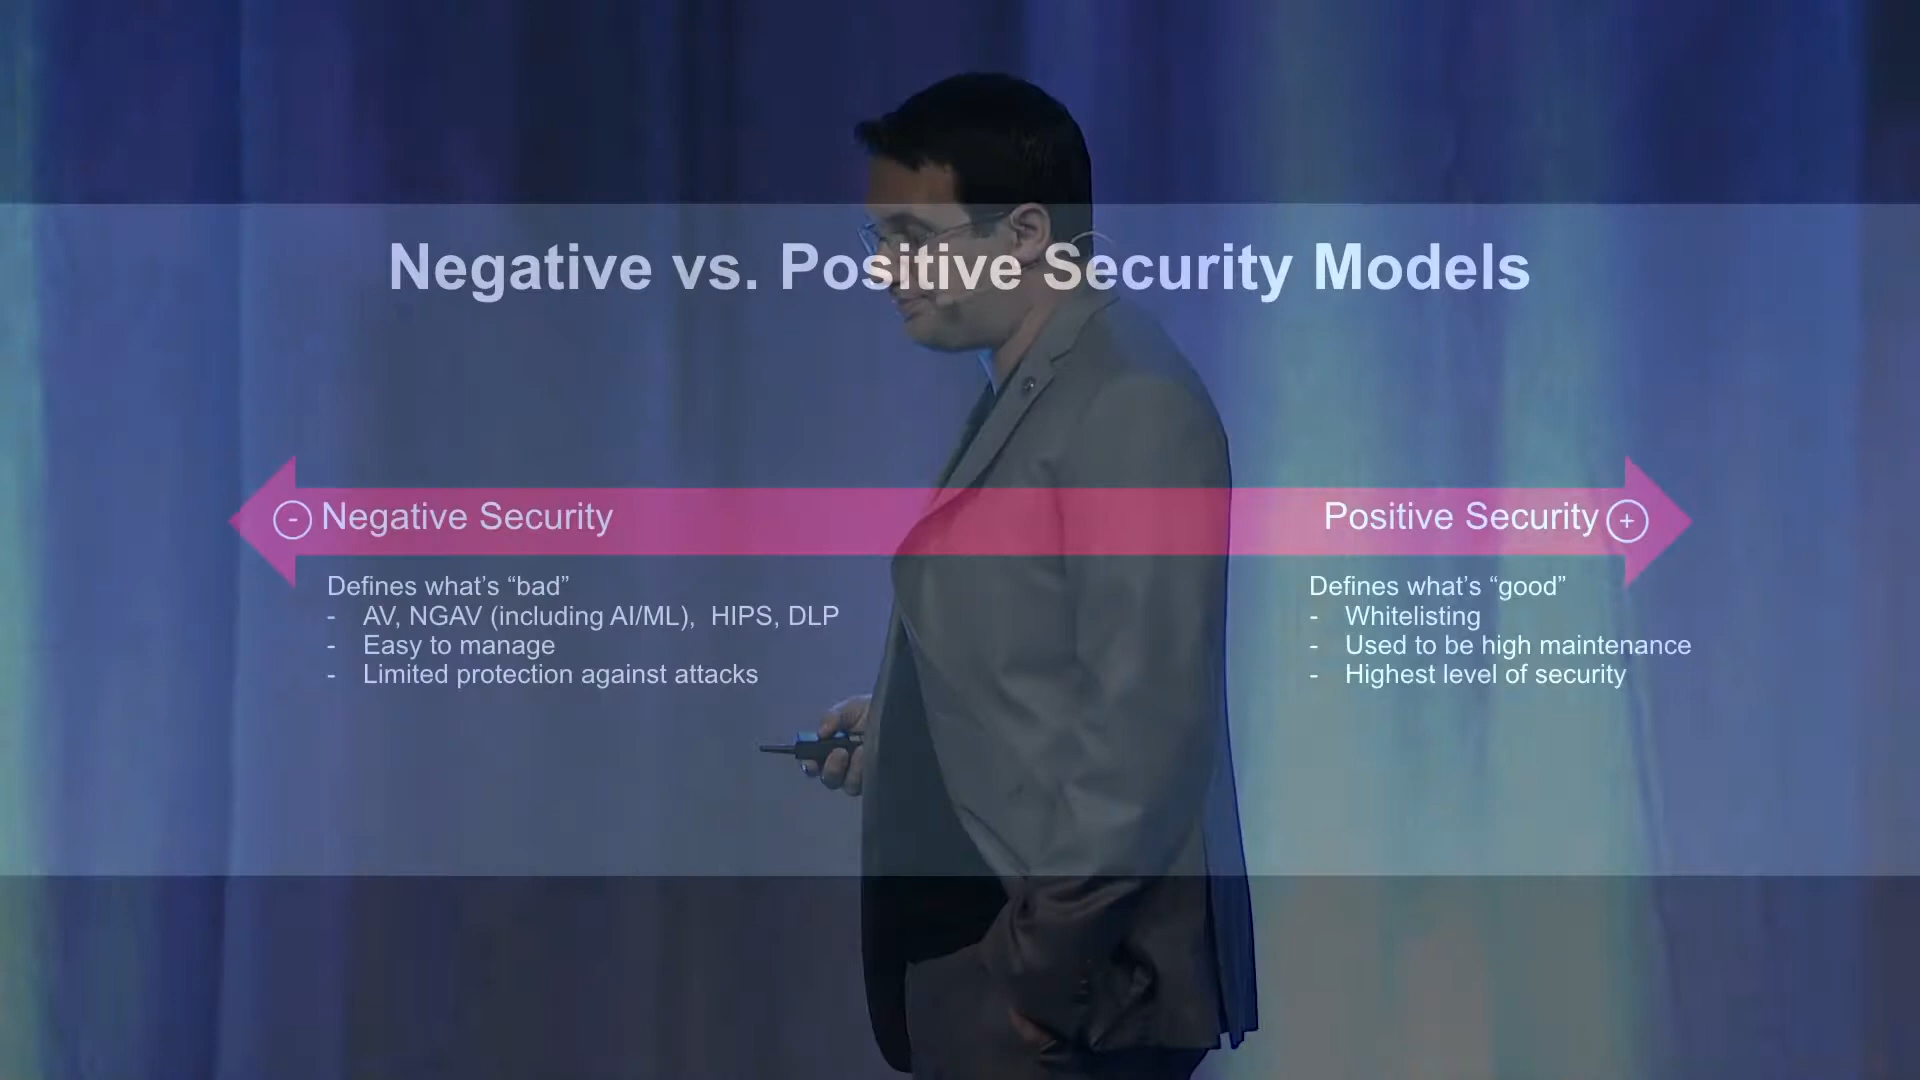 Negative vs. Positive Security Models
- Negative Security
Positive Security +
Defines what’s “bad”
- AV, NGAV (including AI/ML), HIPS, DLP
- Easy to manage
- Limited protection against attacks
Defines what’s “good”
- Whitelisting
- Used to be high maintenance
- Highest level of security